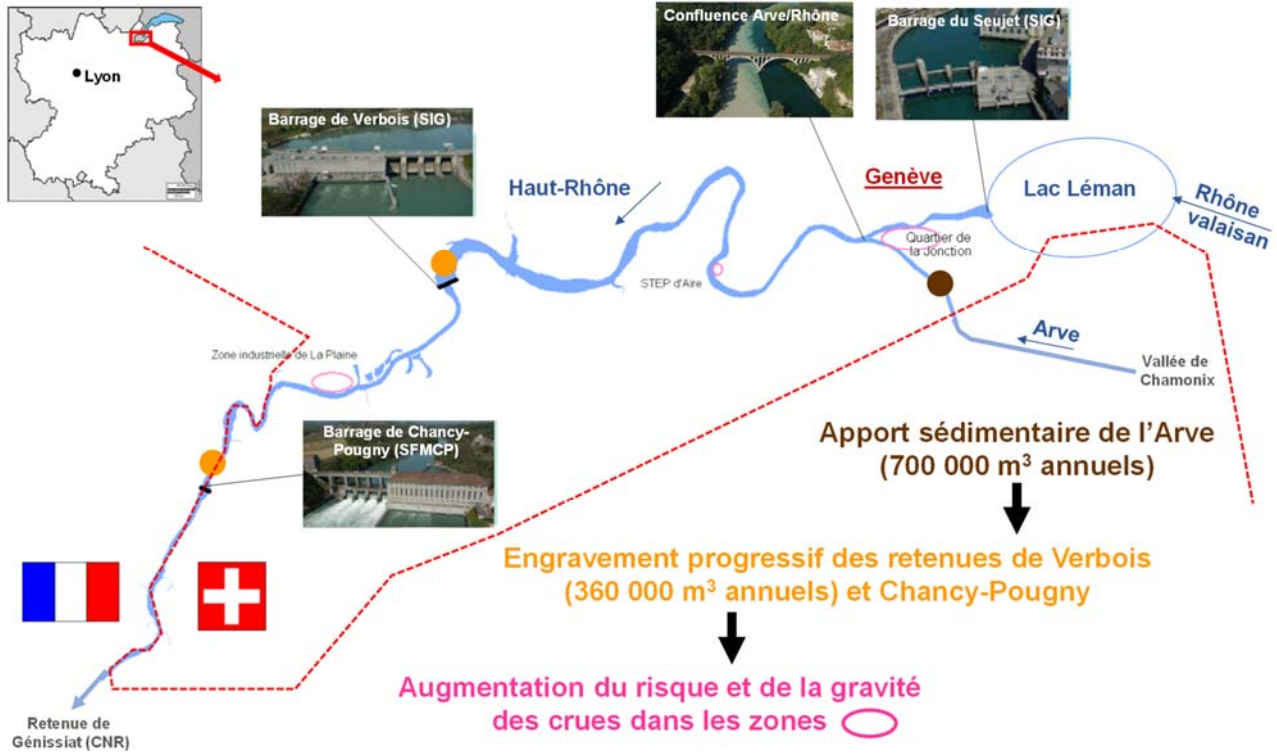 Lyon
Confluence Arve/Rhône
Barrage du Seujet (SIG)
Barrage de Verbois (SIG)
Haut-Rhône
Genève
Lac Léman
Rhône
valaisan
Quartier de
la Jonction
STEP d'Aire
Arve
Vallée de
Chamonix
Zone industrielle de La Plaine
Barrage de Chancy-
Pougny (SFMCP)
Apport sédimentaire de l'Arve
(700 000 m³ annuels)
Engravement progressif des retenues de Verbois
(360 000 m³ annuels) et Chancy-Pougny
Augmentation du risque et de la gravité
des crues dans les zones
Retenue de
Génissiat (CNR)